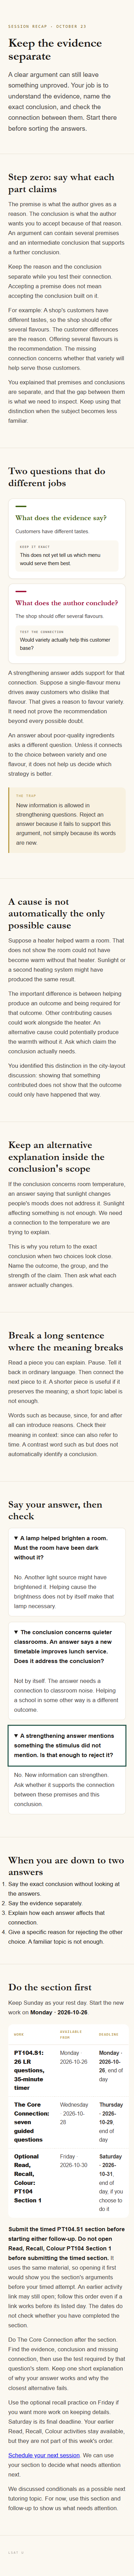 SESSION RECAP · OCTOBER 25
Keep the evidence
separate
A clear argument can still leave
something unproved. Your job is to
understand the evidence, name the
exact conclusion, and check the
connection between them. Start there
before sorting the answers.
Step zero: say what each
part claims
The premise is what the author gives as a
reason. The conclusion is what the author
wants you to accept because of that reason.
An argument can contain several premises
and an intermediate conclusion that supports
a further conclusion.
Keep the reason and the conclusion
separate while you test their connection.
Accepting a premise does not mean
accepting the conclusion built on it.
For example: A shop's customers have
different tastes, so the shop should offer
several flavours. The customer difference
are the reason. Offering several flavours is
the recommendation. The missing
connection concerns whether that variety will
help serve those customers.
You explained that premises and conclusions
are separate, and that the gap between them
is what we need to inspect. Keep using that
distinction when the subject becomes less
familiar.
Two questions that do
different jobs
What does the evidence say?
Customers have different tastes.
KEEP IT EXACT
This does not yet tell us which menu
would serve them best.
What does the author conclude?
The shop should offer several flavours.
TEST THE CONNECTION
Would variety actually help this customer
base?
A strengthening answer adds support for that
connection. Suppose a single-flavour menu
drives away customers who dislike that
flavour. That gives a reason to favour variety.
It need not prove the recommendation
beyond every possible doubt.
An answer about poor-quality ingredients
asks a different question. Unless it connects
to the choice between variety and one
flavour, it does not help us decide which
strategy is better.
THE TRAP
New information is allowed in
strengthening questions. Reject an
answer because it fails to support this
argument, not simply because its words
are new.
A cause is not
automatically the only
possible cause
Suppose a heater helped warm a room. That
does not show the room could not have
become warm without that heater. Sunlight or
a second heating system might have
produced the same result.
The important difference is between helping
produce an outcome and being required for
that outcome. Other contributing causes
could work alongside the heater. An
alternative cause could potentially produce
the warmth without it. Ask which claim the
conclusion actually needs.
You identified this distinction in the city-layout
discussion: showing that something
contributed does not show that the outcome
could only have happened that way.
Keep an alternative
explanation inside the
conclusion's scope
If the conclusion concerns room temperature,
an answer saying that sunlight changes
people's moods does not address it. Sunlight
affecting something is not enough. We need
a connection to the temperature we are
trying to explain.
This is why you return to the exact
conclusion when two choices look close.
Name the outcome, the group, and the
strength of the claim. Then ask what each
answer actually changes.
Break a long sentence
where the meaning breaks
Read a piece you can explain. Pause. Tell it
back in ordinary language. Then connect the
next piece to it. A shorter piece is useful if it
preserves the meaning; a short topic label is
not enough.
Words such as because, since, for and after
all can introduce reasons. Check their
meaning in context: since can also refer to
time. A contrast word such as but does not
automatically identify a conclusion.
Say your answer, then
check
▼ A lamp helped brighten a room.
Must the room have been dark
without it?
No. Another light source might have
brightened it. Helping cause the
brightness does not by itself make that
lamp necessary.
▼ The conclusion concerns quieter
classrooms. An answer says a new
timetable improves lunch service.
Does it address the conclusion?
Not by itself. The answer needs a
connection to classroom noise. Helping
a school in some other way is a different
outcome.
▼ A strengthening answer mentions
something the stimulus did not
mention. Is that enough to reject it?
No. New information can strengthen.
Ask whether it supports the connection
between these premises and this
conclusion.
When you are down to two
answers
1. Say the exact conclusion without looking at
the answers.
2. Say the evidence separately.
3. Explain how each answer affects that
connection.
4. Give a specific reason for rejecting the other
choice. A familiar topic is not enough.
Do the section first
Keep Sunday as your rest day. Start the new
work on Monday · 2026-10-26
WORK AVAILABLE FROM DEADLINE
PT104.S1: 26 LR questions, 35-minute timer Monday 2026-10-26 Monday · 2026-10-26, end of day
The Core Connection: seven guided questions Wednesday · 2026-10-28 Thursday · 2026-10-29, end of day
Optional Read, Recall, Colour: PT104 Section 1 Friday 2026-10-30 Saturday · 2026-10-31, end of day, if you choose to do it
Submit the timed PT104.S1 section before
starting either follow-up. Do not open
Read, Recall, Colour PT104 Section 1
before submitting the timed section. It
uses the same material, so opening it first
would expose you to the section's arguments
before your timed attempt. An earlier activity
link may still open; follow this order even if a
link works before its listed date. The dates do
not check whether you have completed the
section.
Do The Core Connection after the section.
Find the evidence, conclusion and missing
connection, then use the test required by that
question's stem. Keep one short explanation
of why your answer works and why the
closest alternative fails.
Use the optional recall practice on Friday if
you want more work on keeping details.
Saturday is its final deadline. Your earlier
Read, Recall, Colour activities stay available,
but they are not part of this week's order.
Schedule your next session. We can use
your section to decide what needs attention
next.
We discussed conditionals as a possible next
tutoring topic. For now, use this section and
follow-up to show us what needs attention.